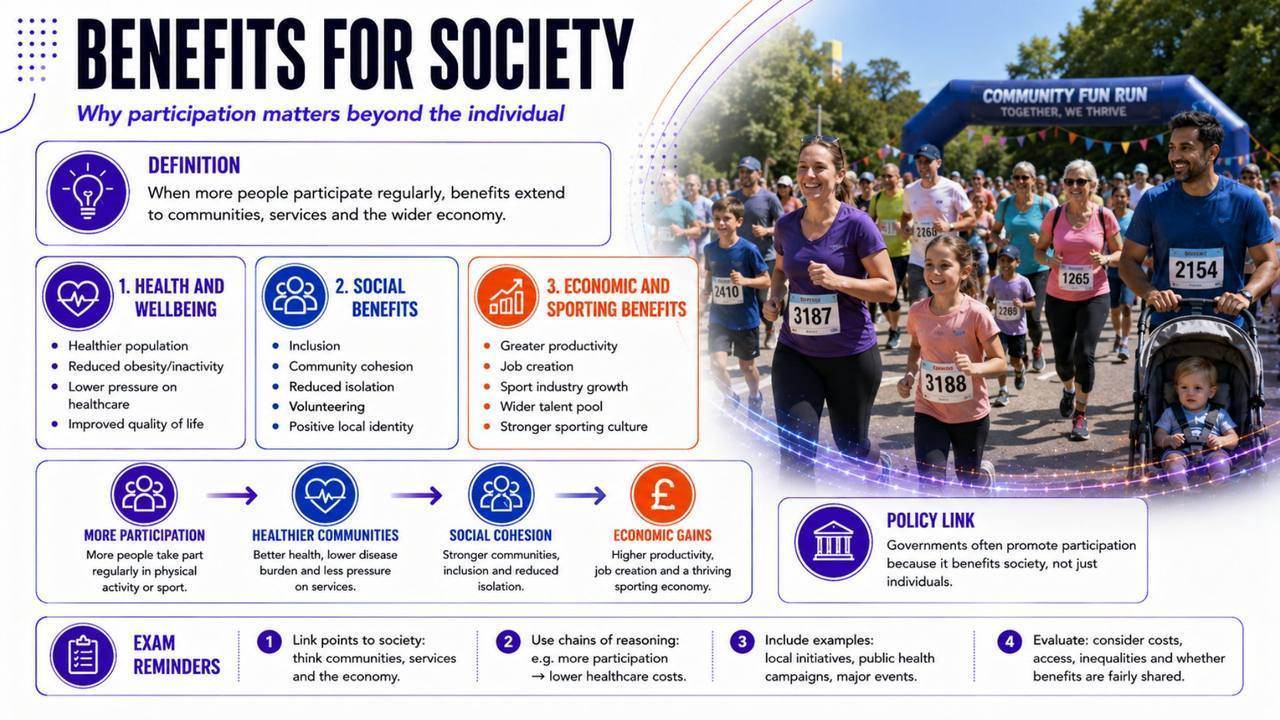 BENEFITS FOR SOCIETY
Why participation matters beyond the individual
COMMUNITY FUN RUN
TOGETHER, WE THRIVE
DEFINITION
When more people participate regularly, benefits extend
to communities, services and the wider economy.
1. HEALTH AND
WELLBEING
• Healthier population
• Reduced obesity/inactivity
• Lower pressure on
healthcare
• Improved quality of life
2. SOCIAL
BENEFITS
• Inclusion
• Community cohesion
• Reduced isolation
• Volunteering
• Positive local identity
3. ECONOMIC AND
SPORTING BENEFITS
• Greater productivity
• Job creation
• Sport industry growth
• Wider talent pool
• Stronger sporting culture
2410
3187
3188
2260
2269
1265
2154
MORE PARTICIPATION
More people take part
regularly in physical
activity or sport.
→
HEALTHIER COMMUNITIES
Better health, lower disease
burden and less pressure
on services.
→
SOCIAL COHESION
Stronger communities,
inclusion and reduced
isolation.
→
£
ECONOMIC GAINS
Higher productivity,
job creation and a thriving
sporting economy.
POLICY LINK
Governments often promote participation
because it benefits society, not just
individuals.
EXAM
REMINDERS
1
Link points to society:
think communities, services
and the economy.
2
Use chains of reasoning:
e.g. more participation
→ lower healthcare costs.
3
Include examples:
local initiatives, public health
campaigns, major events.
4
Evaluate: consider costs,
access, inequalities and whether
benefits are fairly shared.